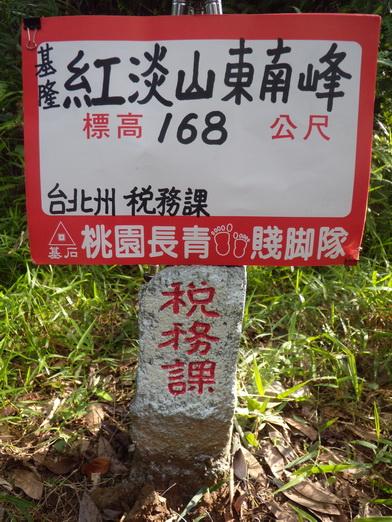 基隆 紅淡山東南峰
標高 168 公尺
台北州 稅務課
基石 桃園長青 賤脚隊
稅務課